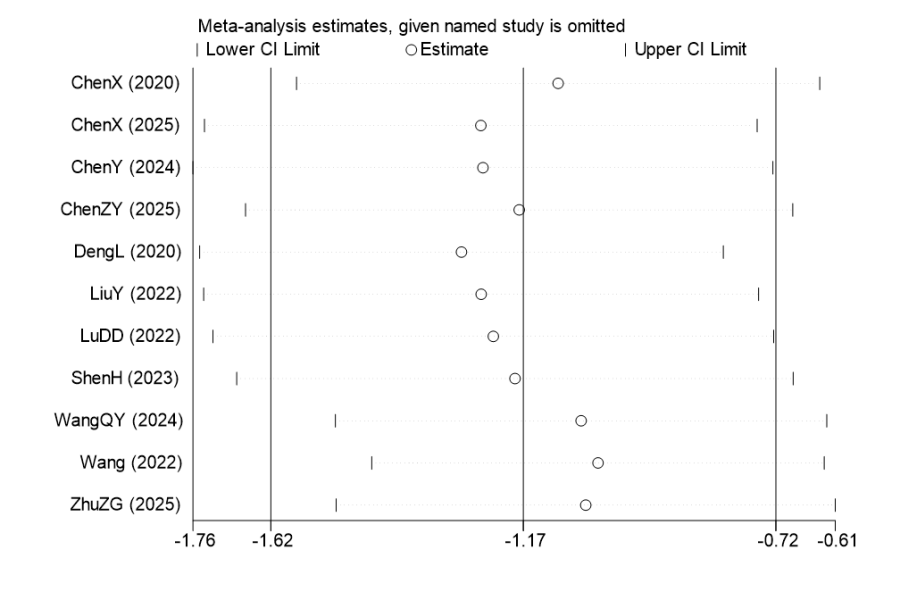 Meta-analysis estimates, given named study is omitted
| Lower CI Limit ○ Estimate | Upper CI Limit
ChenX (2020)
ChenX (2025)
ChenY (2024)
ChenZY (2025)
DengL (2020)
LiuY (2022)
LuDD (2022)
ShenH (2023)
WangQY (2024)
Wang (2022)
ZhuZG (2025)
-1.76 -1.62 -1.17 -0.72 -0.61